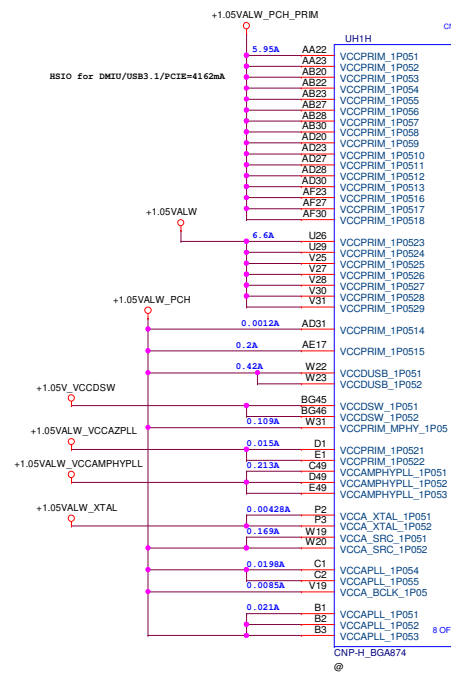 +1.05VALW_PCH_PRIM
CN
UH1H
5.95A AA22 VCCPRIM_1P051
AA23 VCCPRIM_1P052
HSIO for DMIU/USB3.1/PCIE=4162mA AB20 VCCPRIM_1P053
AB22 VCCPRIM_1P054
AB23 VCCPRIM_1P055
AB27 VCCPRIM_1P056
AB28 VCCPRIM_1P057
AB30 VCCPRIM_1P058
AD20 VCCPRIM_1P059
AD23 VCCPRIM_1P0510
AD27 VCCPRIM_1P0511
AD28 VCCPRIM_1P0512
AD30 VCCPRIM_1P0513
AF23 VCCPRIM_1P0516
AF27 VCCPRIM_1P0517
AF30 VCCPRIM_1P0518
+1.05VALW
6.6A U26 VCCPRIM_1P0523
U29 VCCPRIM_1P0524
V25 VCCPRIM_1P0525
V27 VCCPRIM_1P0526
V28 VCCPRIM_1P0527
V30 VCCPRIM_1P0528
V31 VCCPRIM_1P0529
+1.05VALW_PCH
0.0012A AD31 VCCPRIM_1P0514
0.2A AE17 VCCPRIM_1P0515
0.42A W22 VCCDUSB_1P051
W23 VCCDUSB_1P052
+1.05V_VCCDSW
BG45 VCCDSW_1P051
BG46 VCCDSW_1P052
0.109A W31 VCCPRIM_MPHY_1P05
+1.05VALW_VCCAZPLL
0.015A D1 VCCPRIM_1P0521
E1 VCCPRIM_1P0522
+1.05VALW_VCCAMPHYPLL
0.213A C49 VCCAMPHYPLL_1P051
D49 VCCAMPHYPLL_1P052
E49 VCCAMPHYPLL_1P053
+1.05VALW_XTAL
0.00428A P2 VCCA_XTAL_1P051
P3 VCCA_XTAL_1P052
0.169A W19 VCCA_SRC_1P051
W20 VCCA_SRC_1P052
0.0198A C1 VCCAPLL_1P054
C2 VCCAPLL_1P055
0.0085A V19 VCCA_BCLK_1P05
0.021A B1 VCCAPLL_1P051
B2 VCCAPLL_1P052
B3 VCCAPLL_1P053
8 OF
CNP-H_BGA874
@